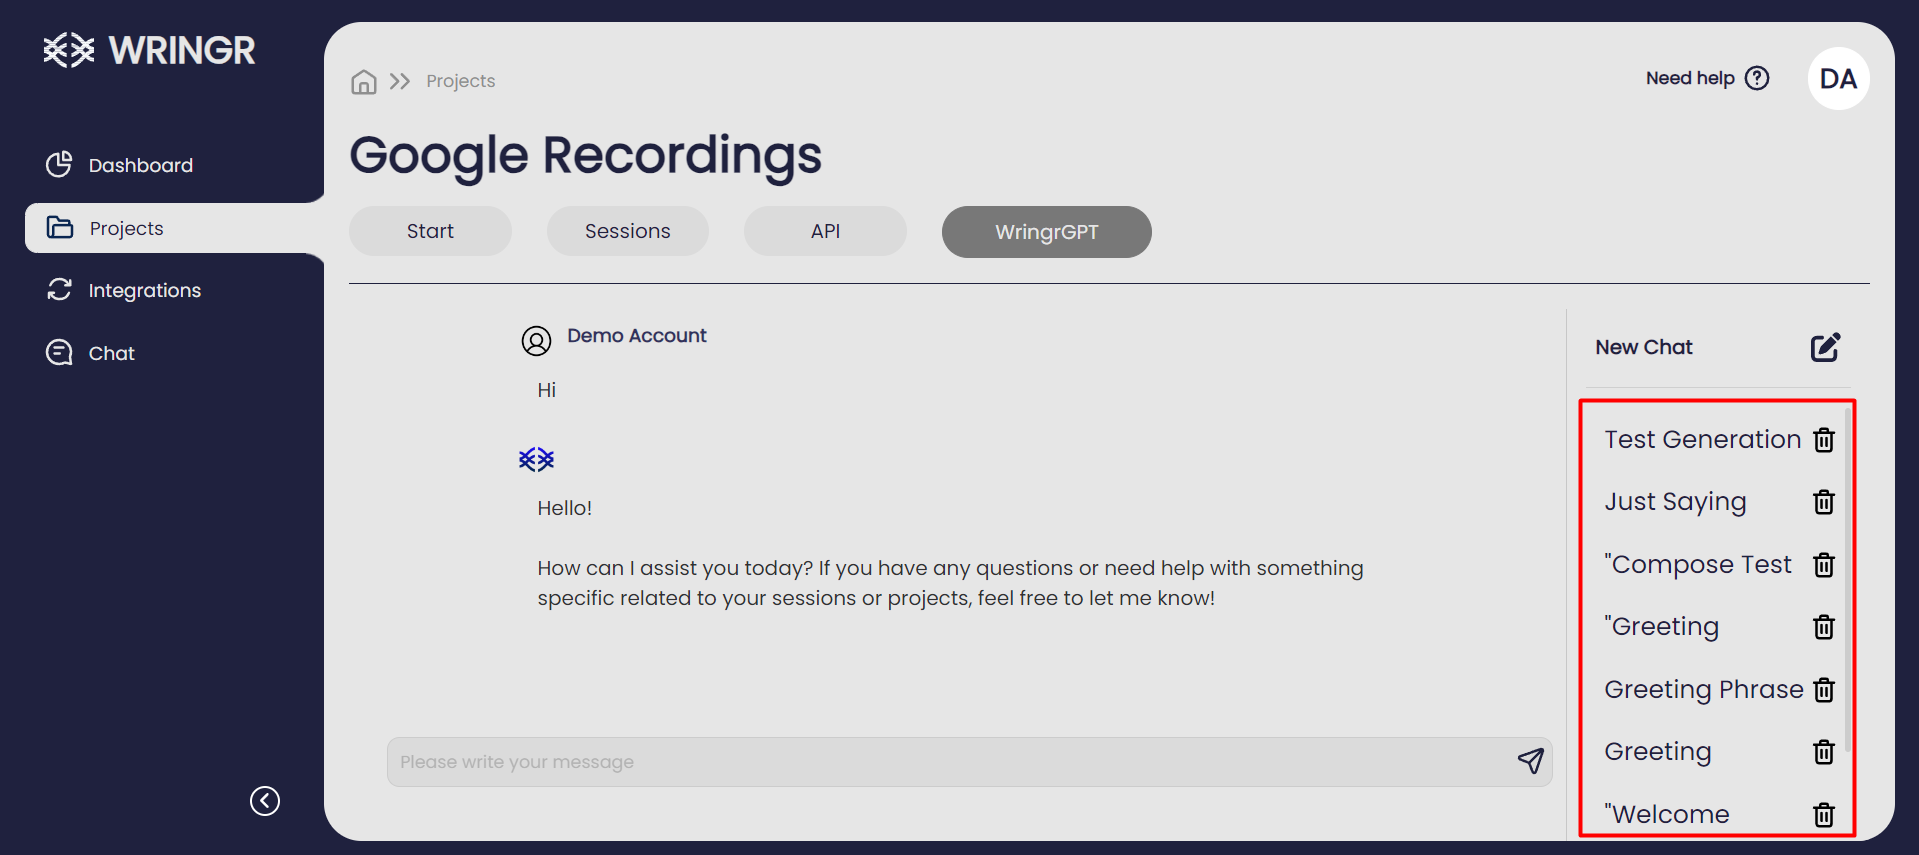 WRINGR
Dashboard
Projects
Integrations
Chat
Projects
Need help
DA
Google Recordings
Start
Sessions
API
WringrGPT
Demo Account
Hi
Hello!
How can I assist you today? If you have any questions or need help with something
specific related to your sessions or projects, feel free to let me know!
Please write your message
New Chat
Test Generation
Just Saying
"Compose Test
"Greeting
Greeting Phrase
Greeting
"Welcome